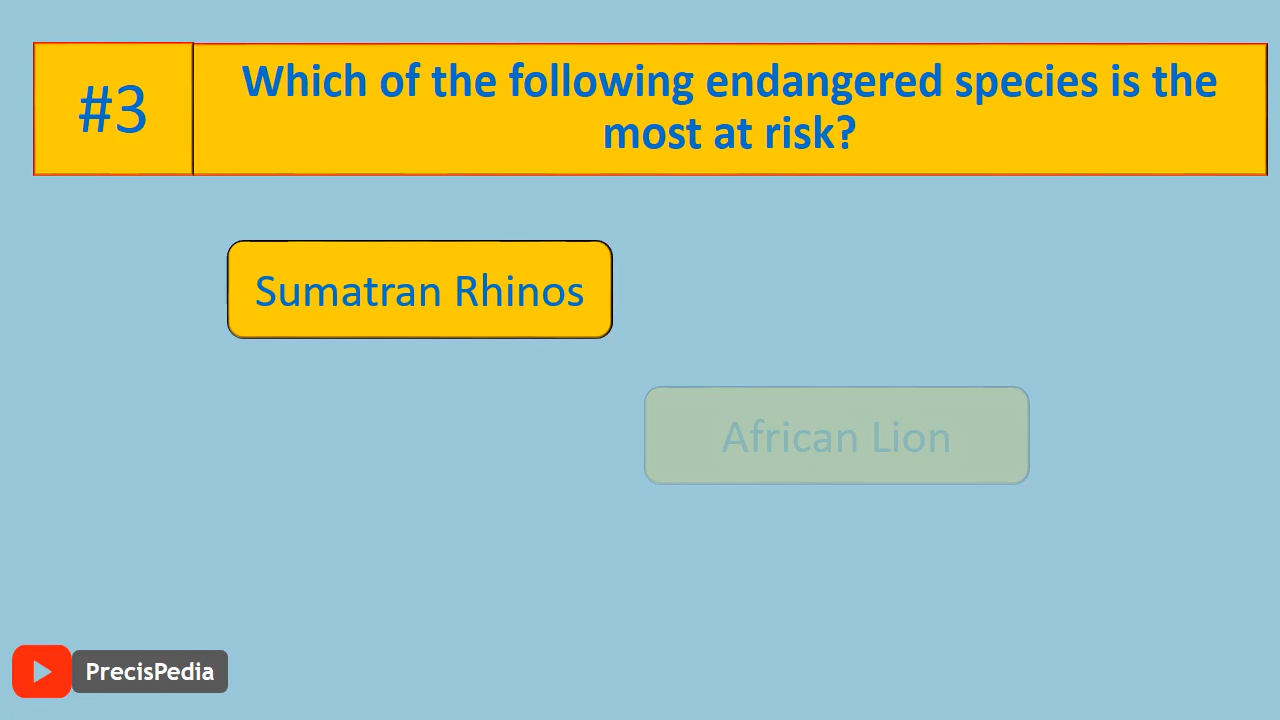 #3
Which of the following endangered species is the
most at risk?
Sumatran Rhinos
African Lion
PrecisPedia